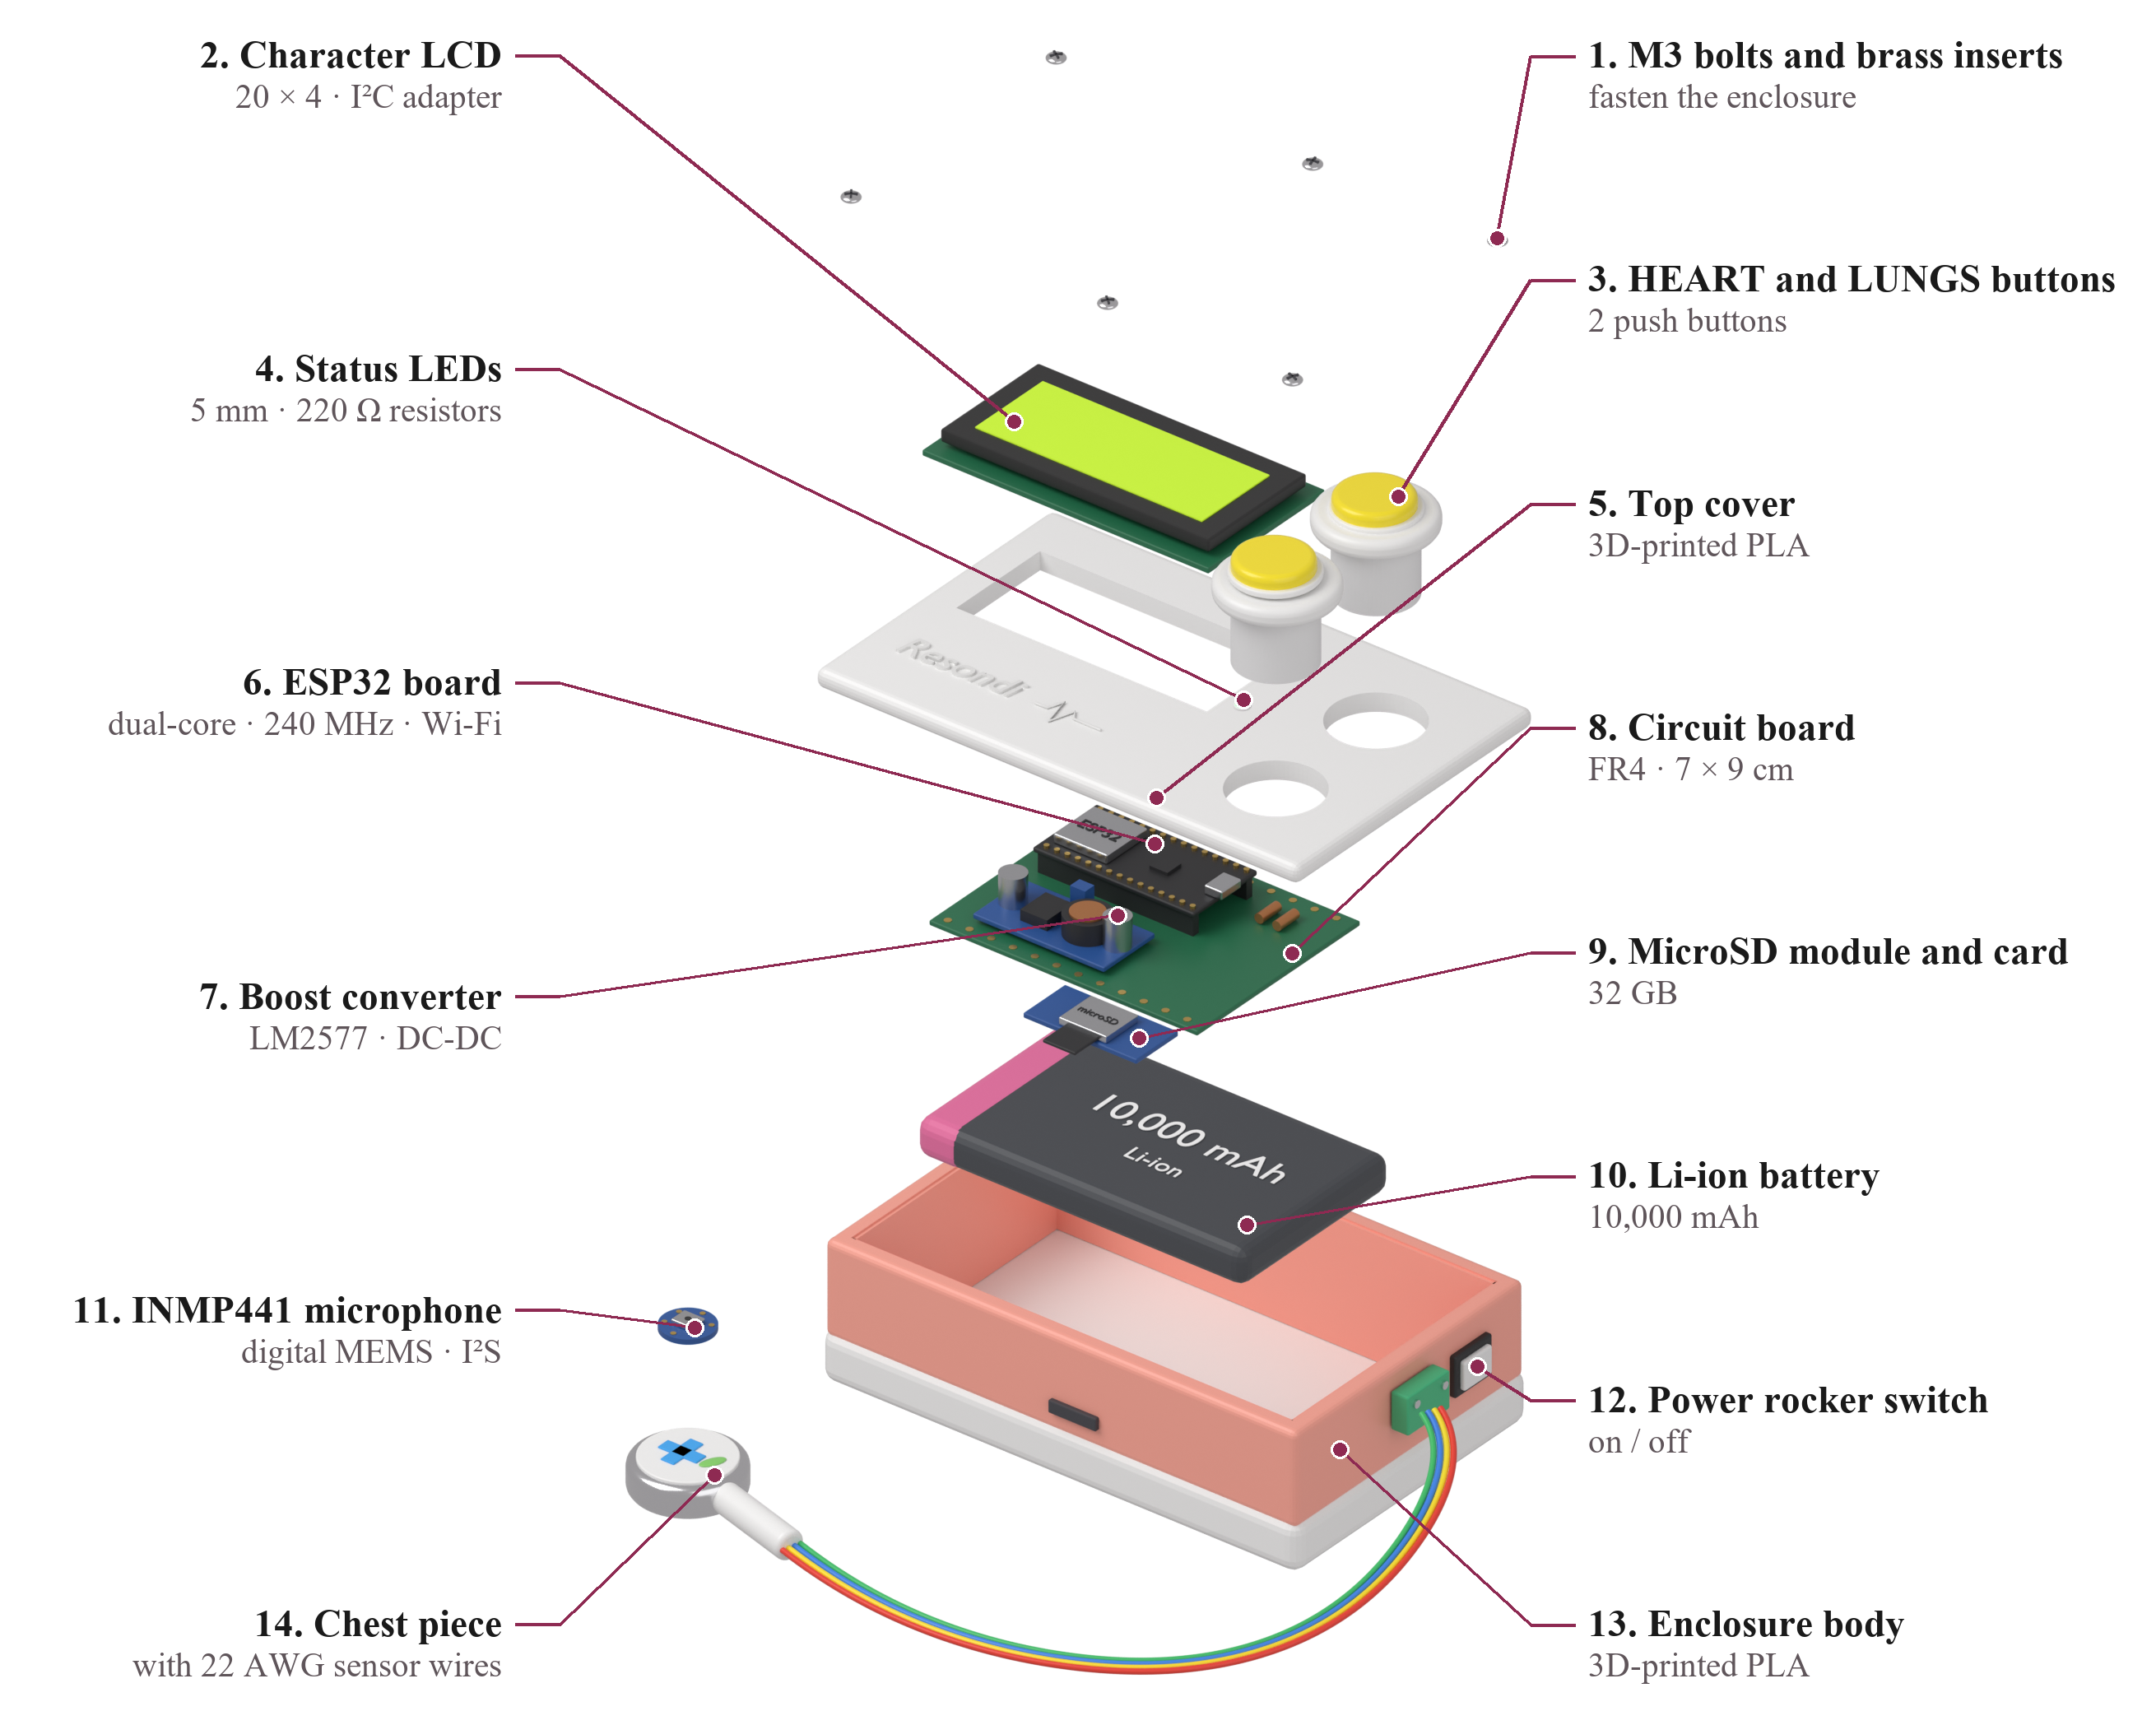 2. Character LCD
20 × 4 · I²C adapter
1. M3 bolts and brass inserts
fasten the enclosure
3. HEART and LUNGS buttons
2 push buttons
4. Status LEDs
5 mm · 220 Ω resistors
5. Top cover
3D-printed PLA
Resondi
6. ESP32 board
dual-core · 240 MHz · Wi-Fi
8. Circuit board
FR4 · 7 × 9 cm
ESP32
9. MicroSD module and card
32 GB
7. Boost converter
LM2577 · DC-DC
microSD
10,000 mAh
Li-ion
10. Li-ion battery
10,000 mAh
11. INMP441 microphone
digital MEMS · I²S
12. Power rocker switch
on / off
14. Chest piece
with 22 AWG sensor wires
13. Enclosure body
3D-printed PLA